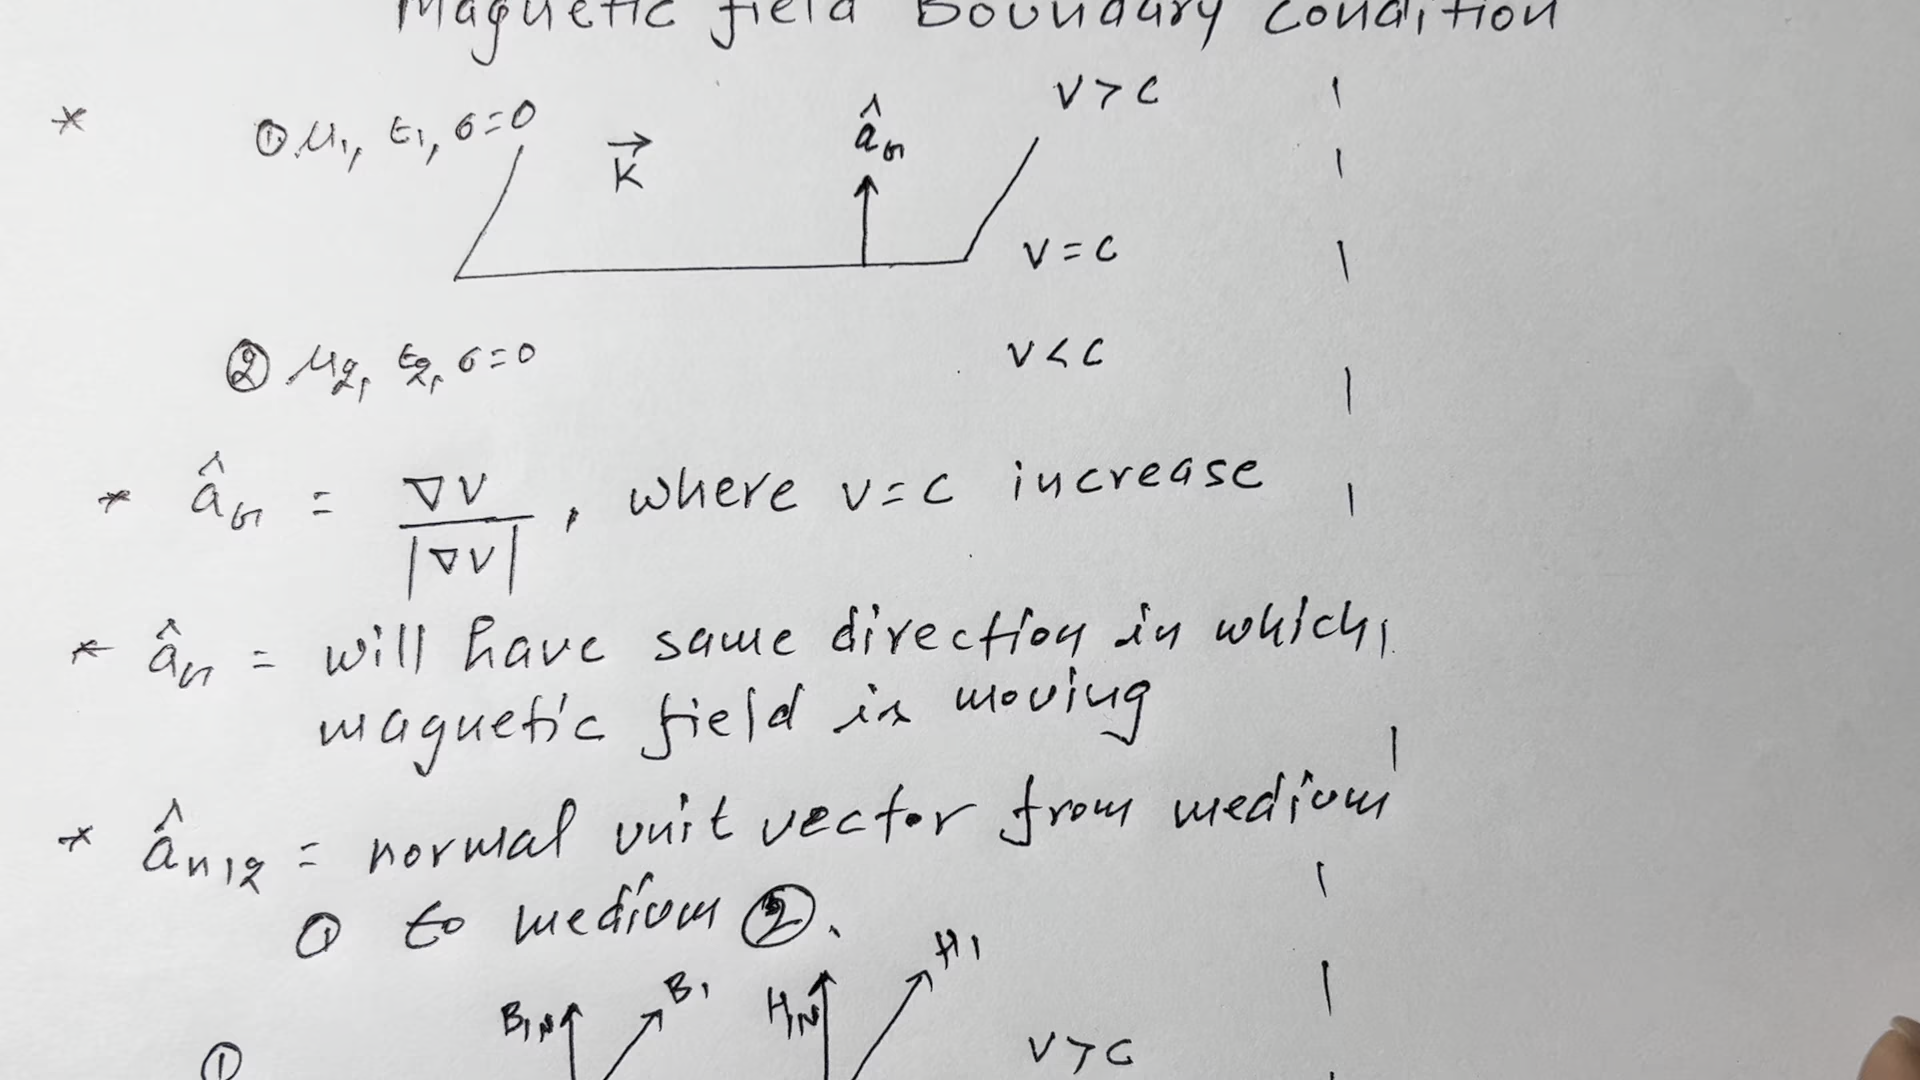 Magnetic field Boundary Condition
* ① μ₁, ε₁, σ=0 K⃗ âₙ V>C
V=C
② μ₂, ε₂, σ=0 V<C
* âₙ = ∇V / |∇V| , where V=C increase
* âₙ = will have same direction in which
magnetic field is moving
* âₙ₁₂ = normal unit vector from medium
① to medium ②.
B₁N B₁ H₁N H₁
① V>C